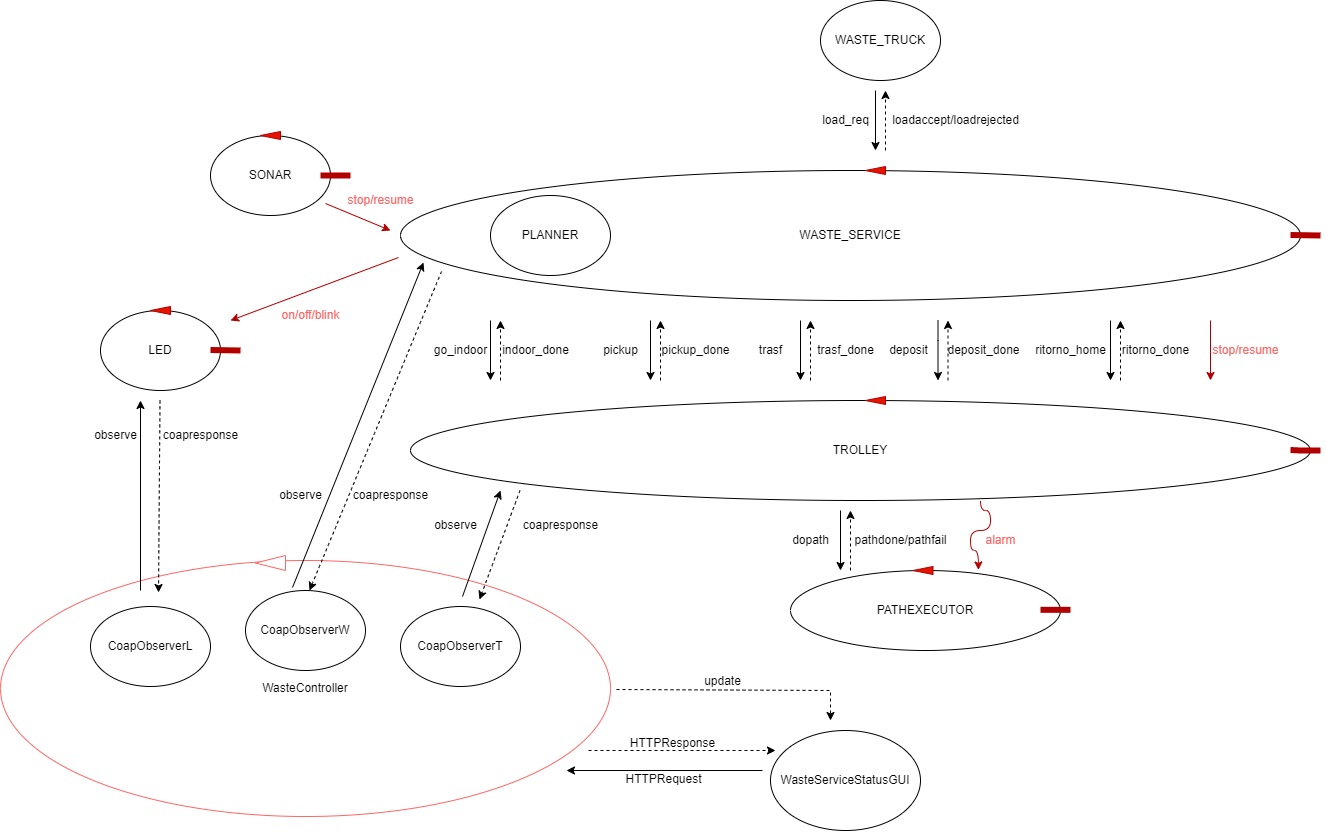 WASTE_TRUCK
load_req
loadaccept/loadrejected
SONAR
stop/resume
PLANNER
WASTE_SERVICE
on/off/blink
LED
go_indoor
indoor_done
pickup
pickup_done
trasf
trasf_done
deposit
deposit_done
ritorno_home
ritorno_done
stop/resume
observe
coapresponse
TROLLEY
observe
coapresponse
observe
coapresponse
dopath
pathdone/pathfail
alarm
PATHEXECUTOR
CoapObserverL
CoapObserverW
CoapObserverT
WasteController
update
HTTPResponse
HTTPRequest
WasteServiceStatusGUI